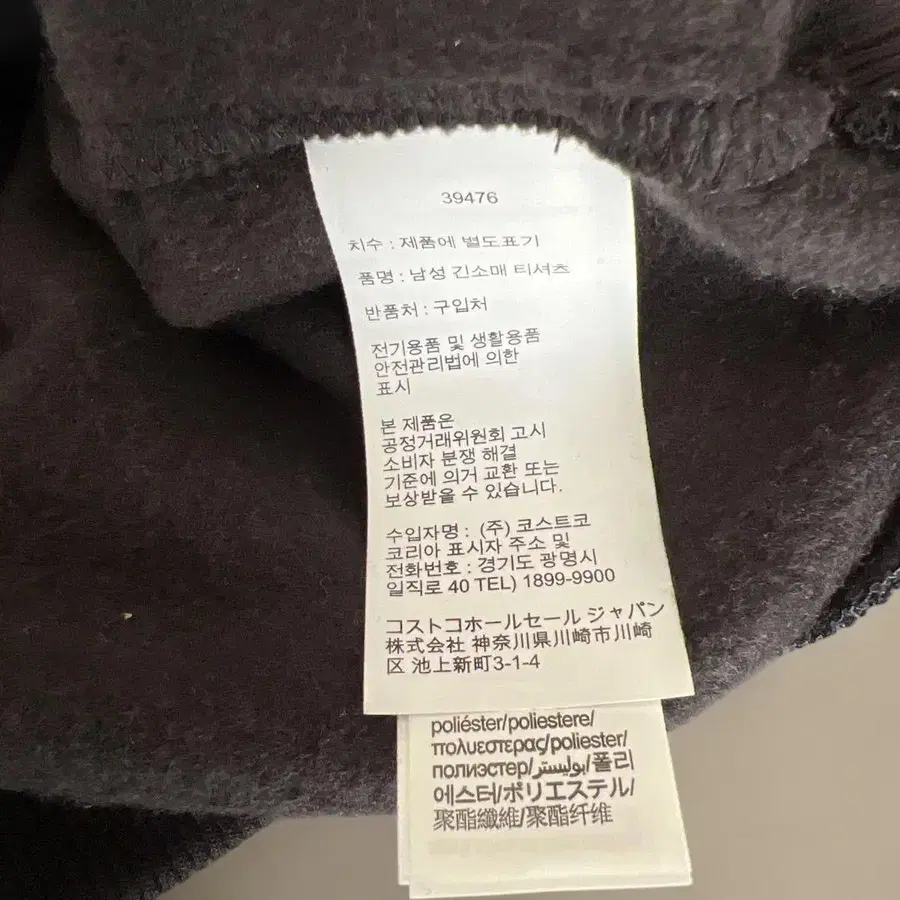 39476
치수 : 제품에 별도표기
품명 : 남성 긴소매 티셔츠
반품처 : 구입처
전기용품 및 생활용품
안전관리법에 의한
표시
본 제품은
공정거래위원회 고시
소비자 분쟁 해결
기준에 의거 교환 또는
보상받을 수 있습니다.
수입자명 : (주) 코스트코
코리아 표시자 주소 및
전화번호 : 경기도 광명시
일직로 40 TEL) 1899-9900
コストコホールセール ジャパン
株式会社 神奈川県川崎市川崎
区 池上新町3-1-4
poliéster/poliestere/
πολυεστερας/poliester/
полиэстер/بوليستر/폴리
에스터/ポリエステル/
聚酯纖維/聚酯纤维